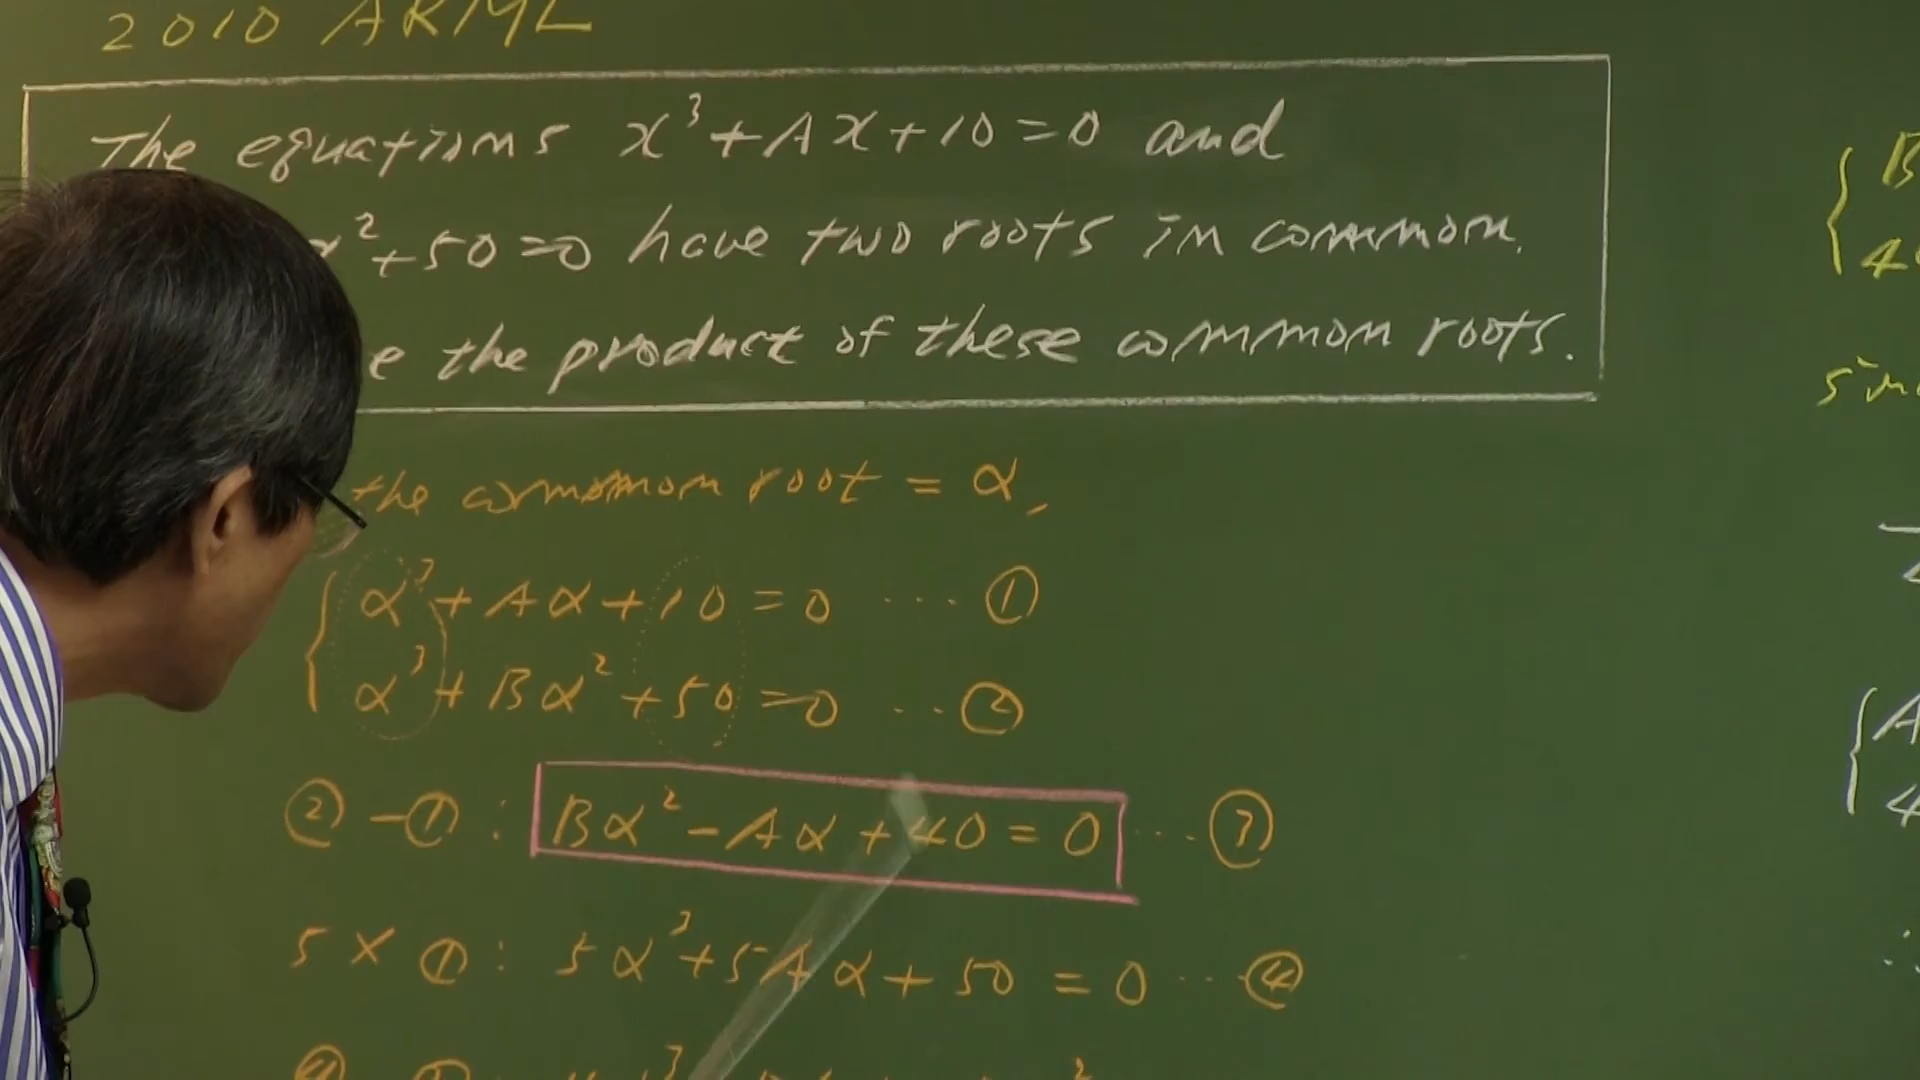 2010 ARML
The equations x³+Ax+10=0 and
x²+50=0 have two roots in common.
the product of these common roots.
the common root = α,
α³+Aα+10=0 ... ①
α³+Bα²+50=0 ... ②
②-①: Bα²-Aα+40=0 ... ③
5×①: 5α³+5Aα+50=0 ... ④
B
4
A
4